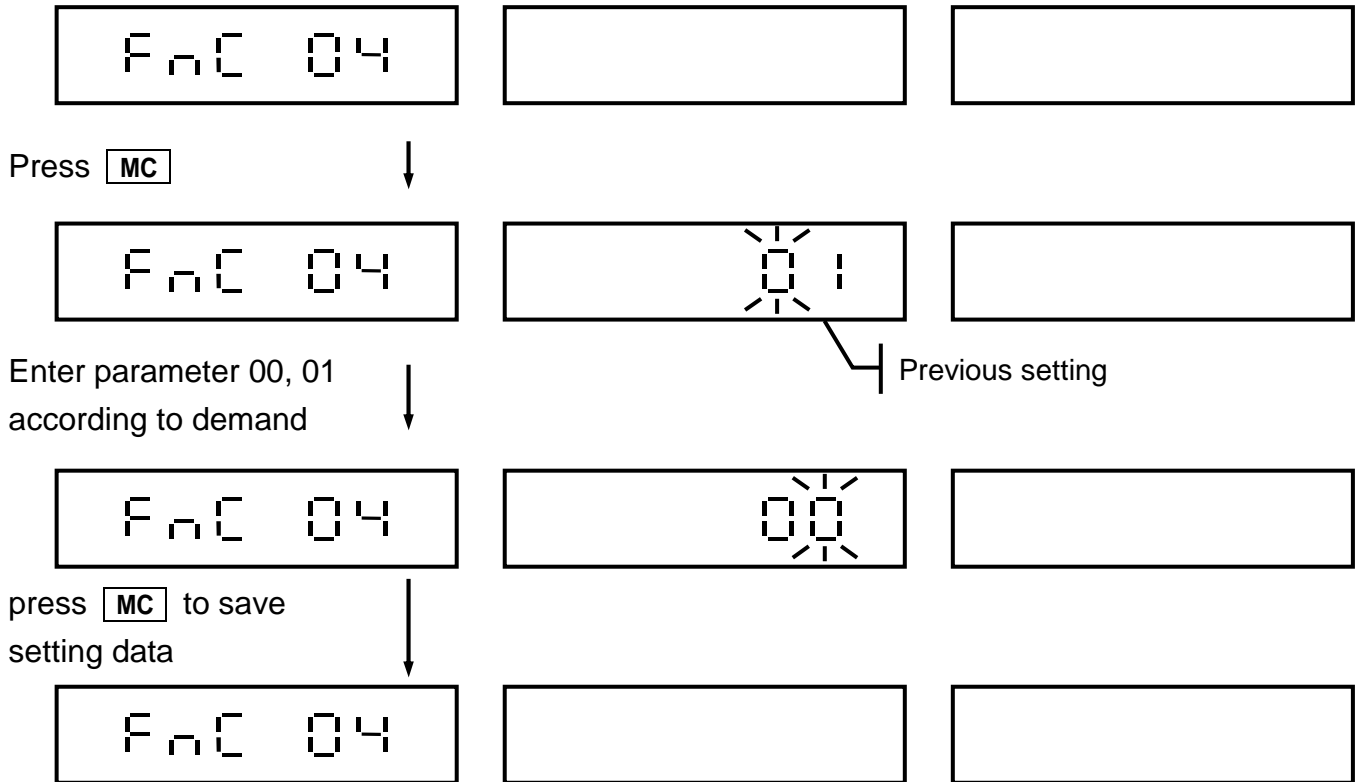 FnC 04
Press MC
FnC 04 01
Enter parameter 00, 01
according to demand
Previous setting
FnC 04 00
press MC to save
setting data
FnC 04